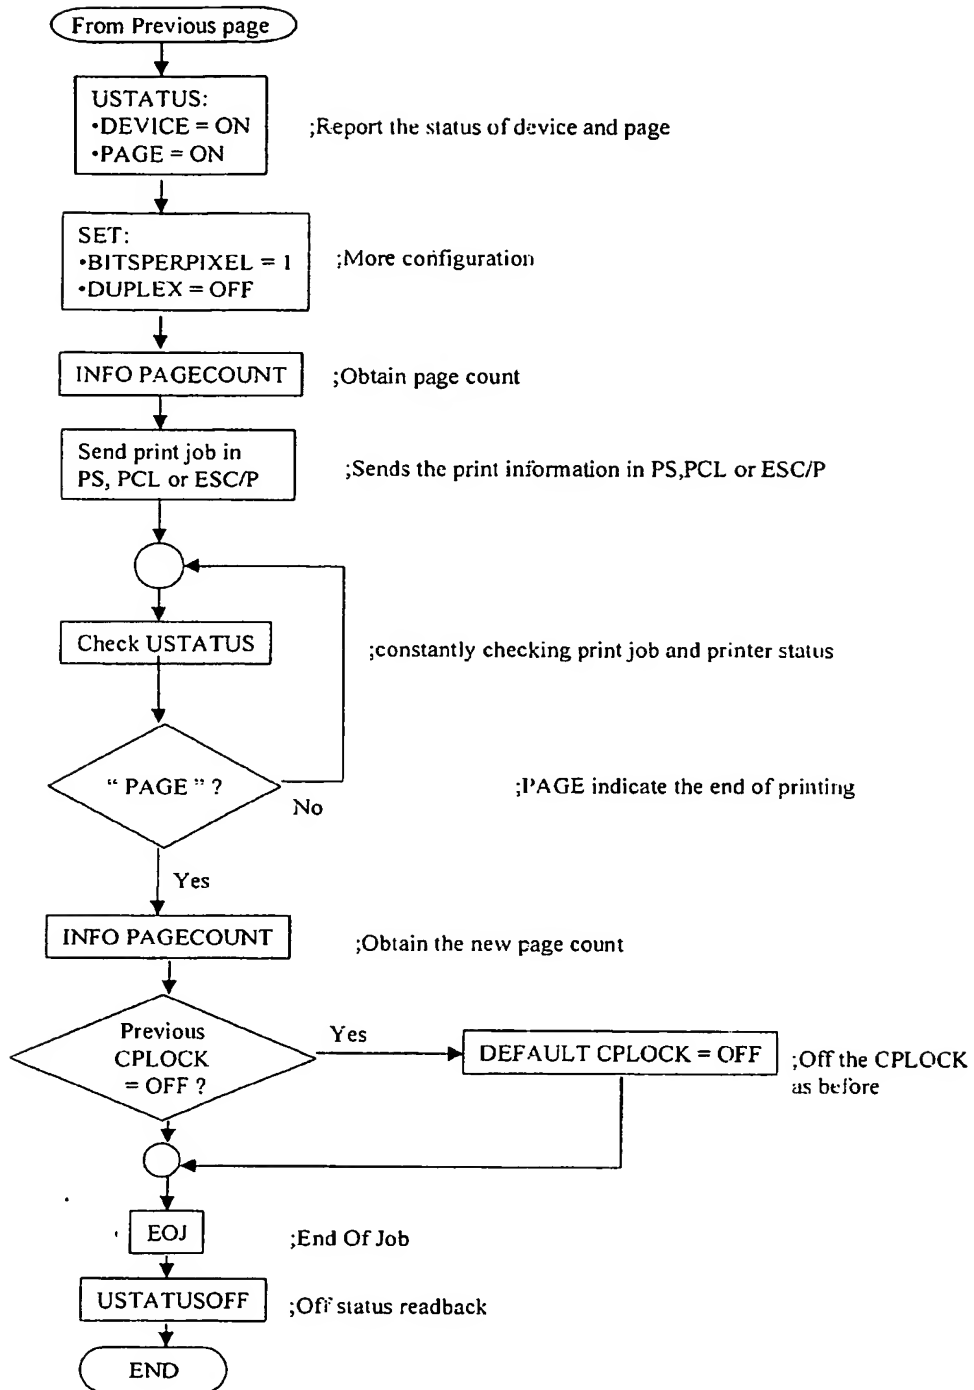 From Previous page
USTATUS:
•DEVICE = ON
•PAGE = ON
;Report the status of device and page
SET:
•BITSPERPIXEL = 1
•DUPLEX = OFF
;More configuration
INFO PAGECOUNT
;Obtain page count
Send print job in
PS, PCL or ESC/P
;Sends the print information in PS,PCL or ESC/P
Check USTATUS
;constantly checking print job and printer status
“ PAGE ” ?
No
;PAGE indicate the end of printing
Yes
INFO PAGECOUNT
;Obtain the new page count
Previous
CPLOCK
= OFF ?
Yes
DEFAULT CPLOCK = OFF
;Off the CPLOCK
as before
EOJ
;End Of Job
USTATUSOFF
;Off status readback
END